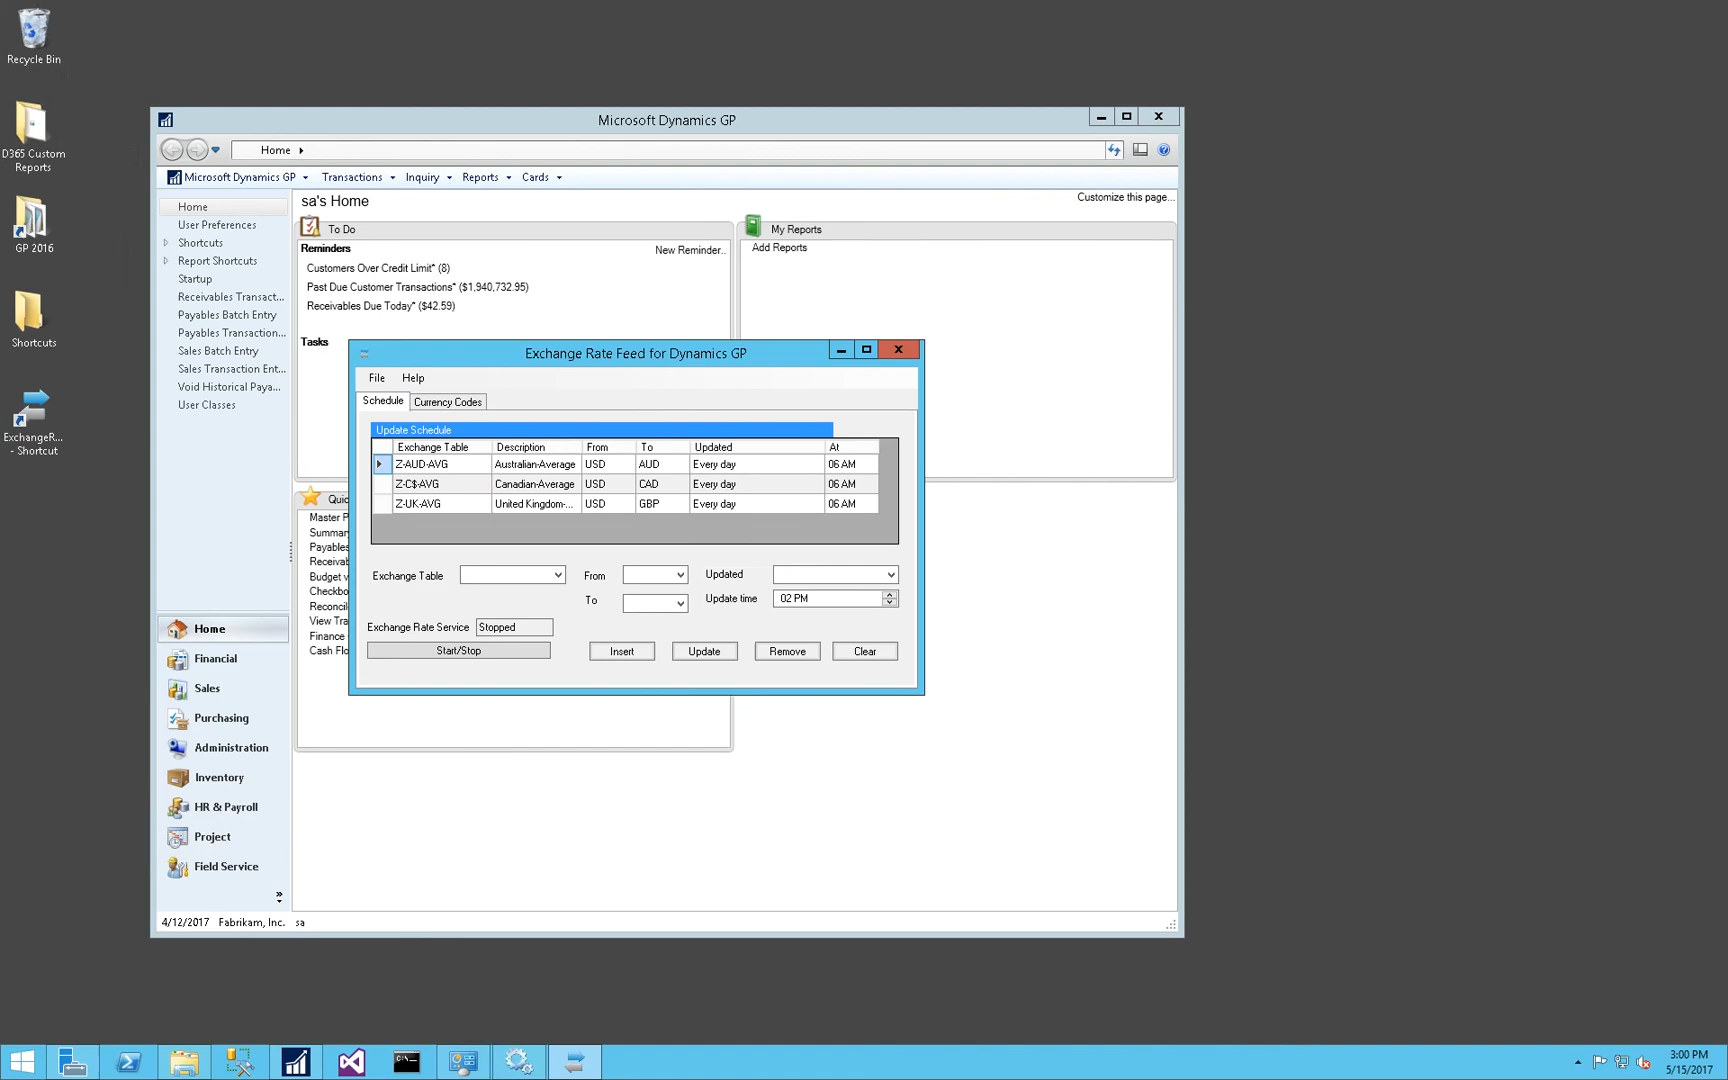 Recycle Bin
D365 Custom
Reports
GP 2016
Shortcuts
ExchangeR...
- Shortcut
Microsoft Dynamics GP
Home
Microsoft Dynamics GP Transactions Inquiry Reports Cards
Home
User Preferences
Shortcuts
Report Shortcuts
Startup
Receivables Transact...
Payables Batch Entry
Payables Transaction...
Sales Batch Entry
Sales Transaction Ent...
Void Historical Paya...
User Classes
Home
Financial
Sales
Purchasing
Administration
Inventory
HR & Payroll
Project
Field Service
4/12/2017 Fabrikam, Inc. sa
sa's Home
Customize this page...
To Do
Reminders
New Reminder..
Customers Over Credit Limit* (8)
Past Due Customer Transactions* ($1,940,732.95)
Receivables Due Today* ($42.59)
Tasks
My Reports
Add Reports
Quic
Master P
Summary
Payables
Receivab
Budget v
Checkbo
Reconcil
View Tra
Finance
Cash Flo
Exchange Rate Feed for Dynamics GP
File Help
Schedule Currency Codes
Update Schedule
Exchange Table Description From To Updated At
Z-AUD-AVG Australian-Average USD AUD Every day 06 AM
Z-C$-AVG Canadian-Average USD CAD Every day 06 AM
Z-UK-AVG United Kingdom-... USD GBP Every day 06 AM
Exchange Table From Updated
To Update time 02 PM
Exchange Rate Service Stopped
Start/Stop Insert Update Remove Clear
C:\_
3:00 PM
5/15/2017